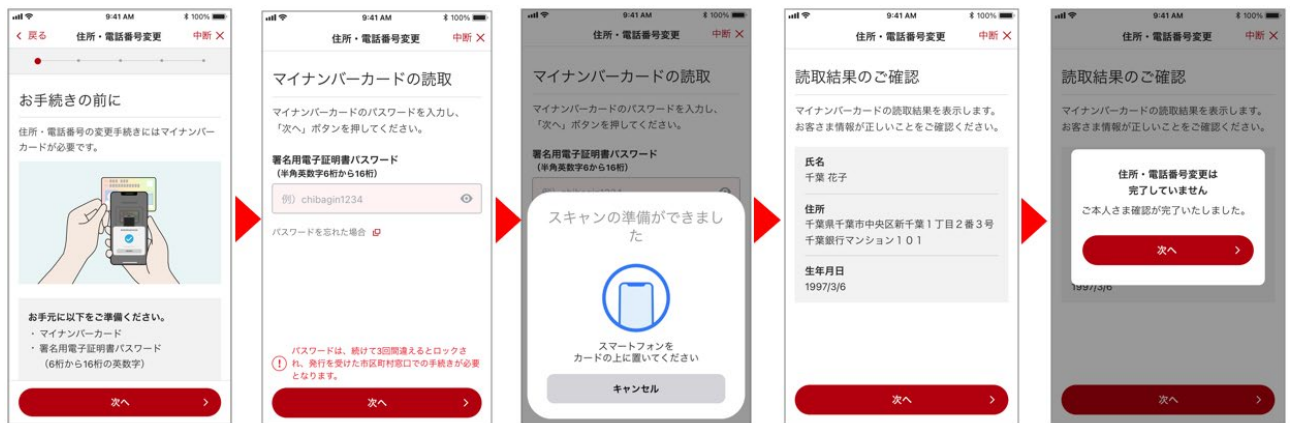 9:41 AM
100%
戻る
住所・電話番号変更
中断
お手続きの前に
住所・電話番号の変更手続きにはマイナンバー
カードが必要です。
お手元に以下をご準備ください。
・ マイナンバーカード
・ 署名用電子証明書パスワード
（6桁から16桁の英数字）
次へ
9:41 AM
100%
住所・電話番号変更
中断
マイナンバーカードの読取
マイナンバーカードのパスワードを入力し、
「次へ」ボタンを押してください。
署名用電子証明書パスワード
（半角英数字6桁から16桁）
例）chibagin1234
パスワードを忘れた場合
パスワードは、続けて3回間違えるとロックさ
れ、発行を受けた市区町村窓口での手続きが必要
となります。
次へ
9:41 AM
100%
住所・電話番号変更
中断
マイナンバーカードの読取
マイナンバーカードのパスワードを入力し、
「次へ」ボタンを押してください。
署名用電子証明書パスワード
（半角英数字6から16桁）
例）chibagin1234
スキャンの準備ができまし
た
スマートフォンを
カードの上に置いてください
キャンセル
9:41 AM
100%
住所・電話番号変更
中断
読取結果のご確認
マイナンバーカードの読取結果を表示します。
お客さま情報が正しいことをご確認ください。
氏名
千葉 花子
住所
千葉県千葉市中央区新千葉１丁目２番３号
千葉銀行マンション１０１
生年月日
1997/3/6
次へ
9:41 AM
100%
住所・電話番号変更
中断
読取結果のご確認
マイナンバーカードの読取結果を表示します。
お客さま情報が正しいことをご確認ください。
住所・電話番号変更は
完了していません
ご本人さま確認が完了いたしました。
次へ
1997/3/6
次へ